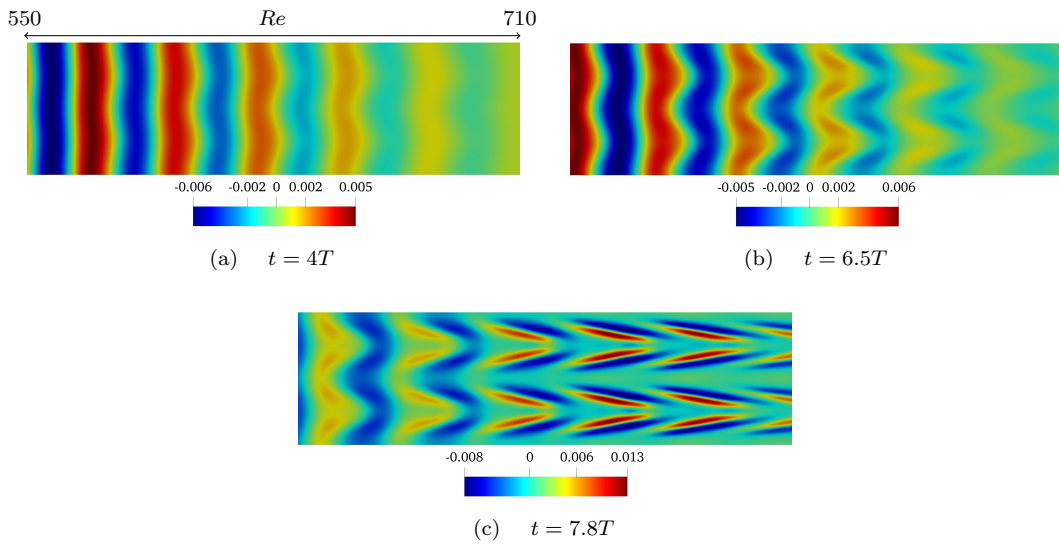 550 Re 710
-0.006 -0.002 0 0.002 0.005
(a) t = 4T
-0.005 -0.002 0 0.002 0.006
(b) t = 6.5T
-0.008 0 0.006 0.013
(c) t = 7.8T